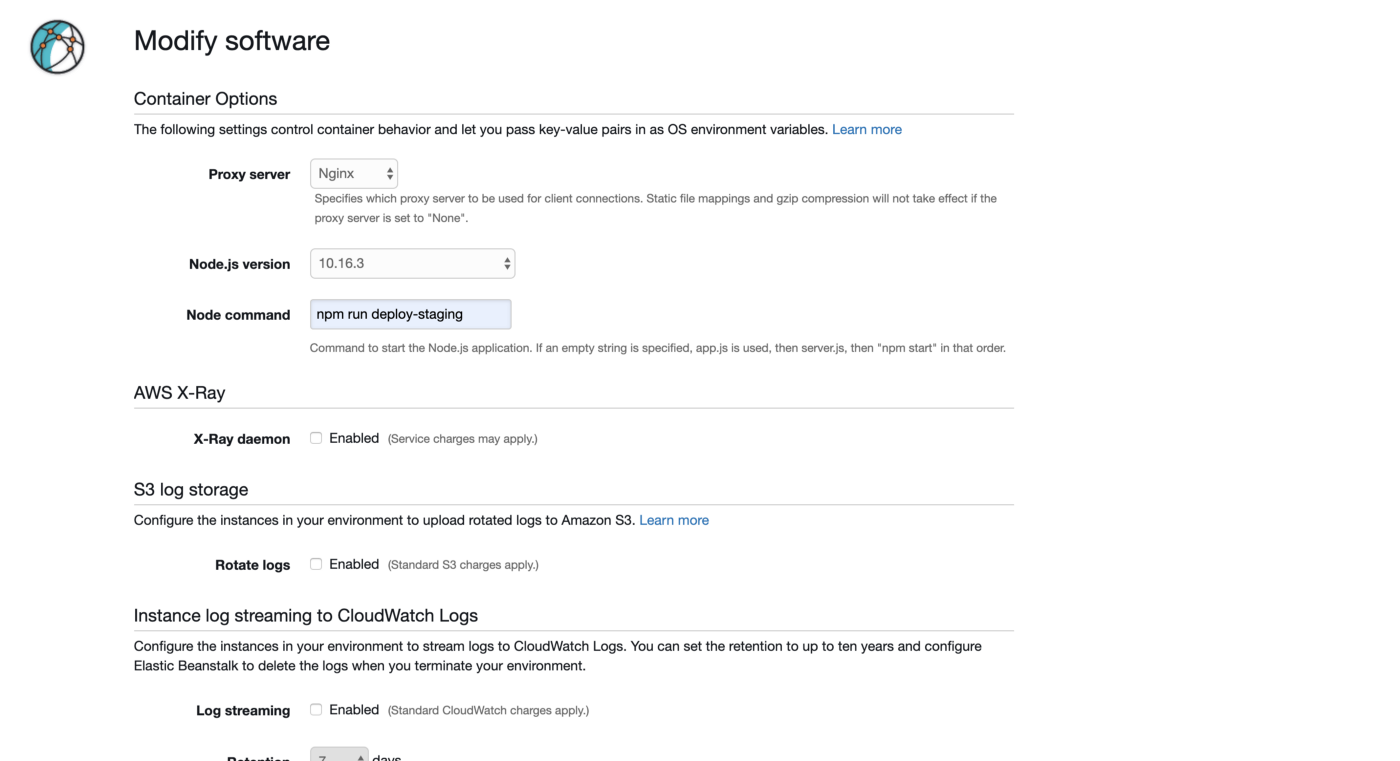 Modify software
Container Options
The following settings control container behavior and let you pass key-value pairs in as OS environment variables. Learn more
Proxy server
Nginx
Specifies which proxy server to be used for client connections. Static file mappings and gzip compression will not take effect if the
proxy server is set to "None".
Node.js version
10.16.3
Node command
npm run deploy-staging
Command to start the Node.js application. If an empty string is specified, app.js is used, then server.js, then "npm start" in that order.
AWS X-Ray
X-Ray daemon
Enabled (Service charges may apply.)
S3 log storage
Configure the instances in your environment to upload rotated logs to Amazon S3. Learn more
Rotate logs
Enabled (Standard S3 charges apply.)
Instance log streaming to CloudWatch Logs
Configure the instances in your environment to stream logs to CloudWatch Logs. You can set the retention to up to ten years and configure
Elastic Beanstalk to delete the logs when you terminate your environment.
Log streaming
Enabled (Standard CloudWatch charges apply.)
Retention
7 days